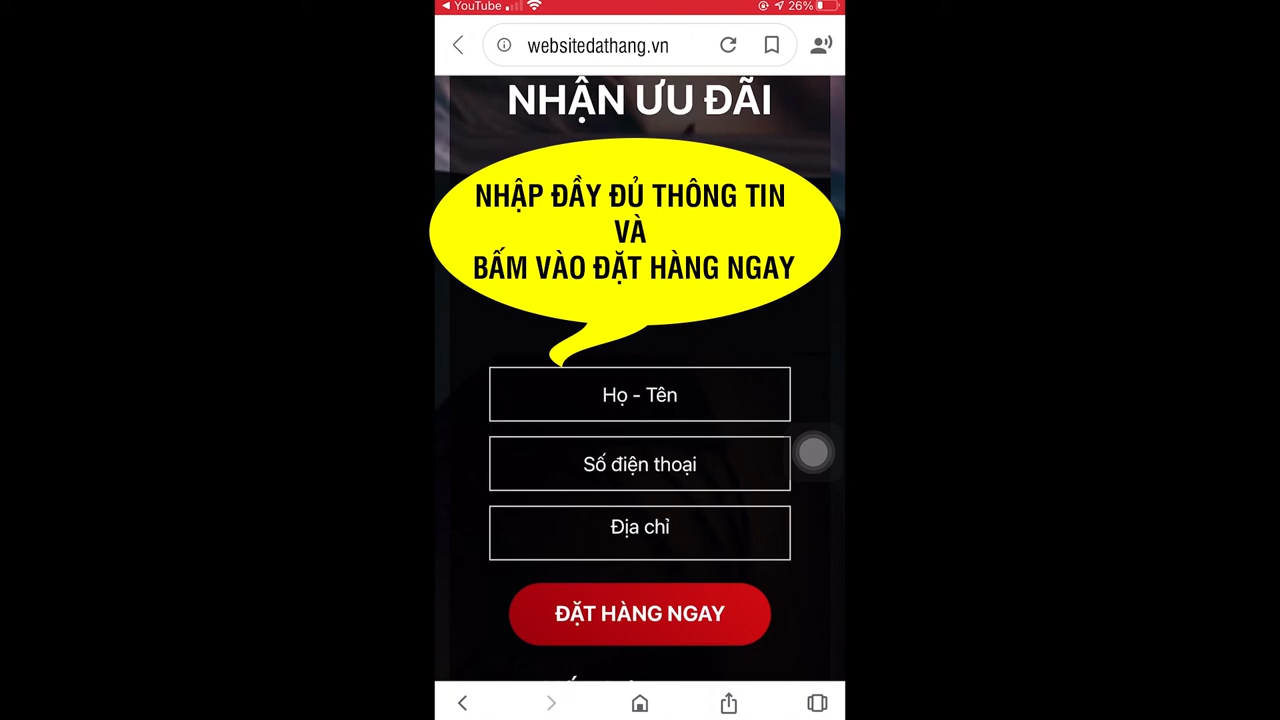 YouTube
26%
websitedathang.vn
NHẬN ƯU ĐÃI
NHẬP ĐẦY ĐỦ THÔNG TIN
VÀ
BẤM VÀO ĐẶT HÀNG NGAY
Họ - Tên
Số điện thoại
Địa chỉ
ĐẶT HÀNG NGAY